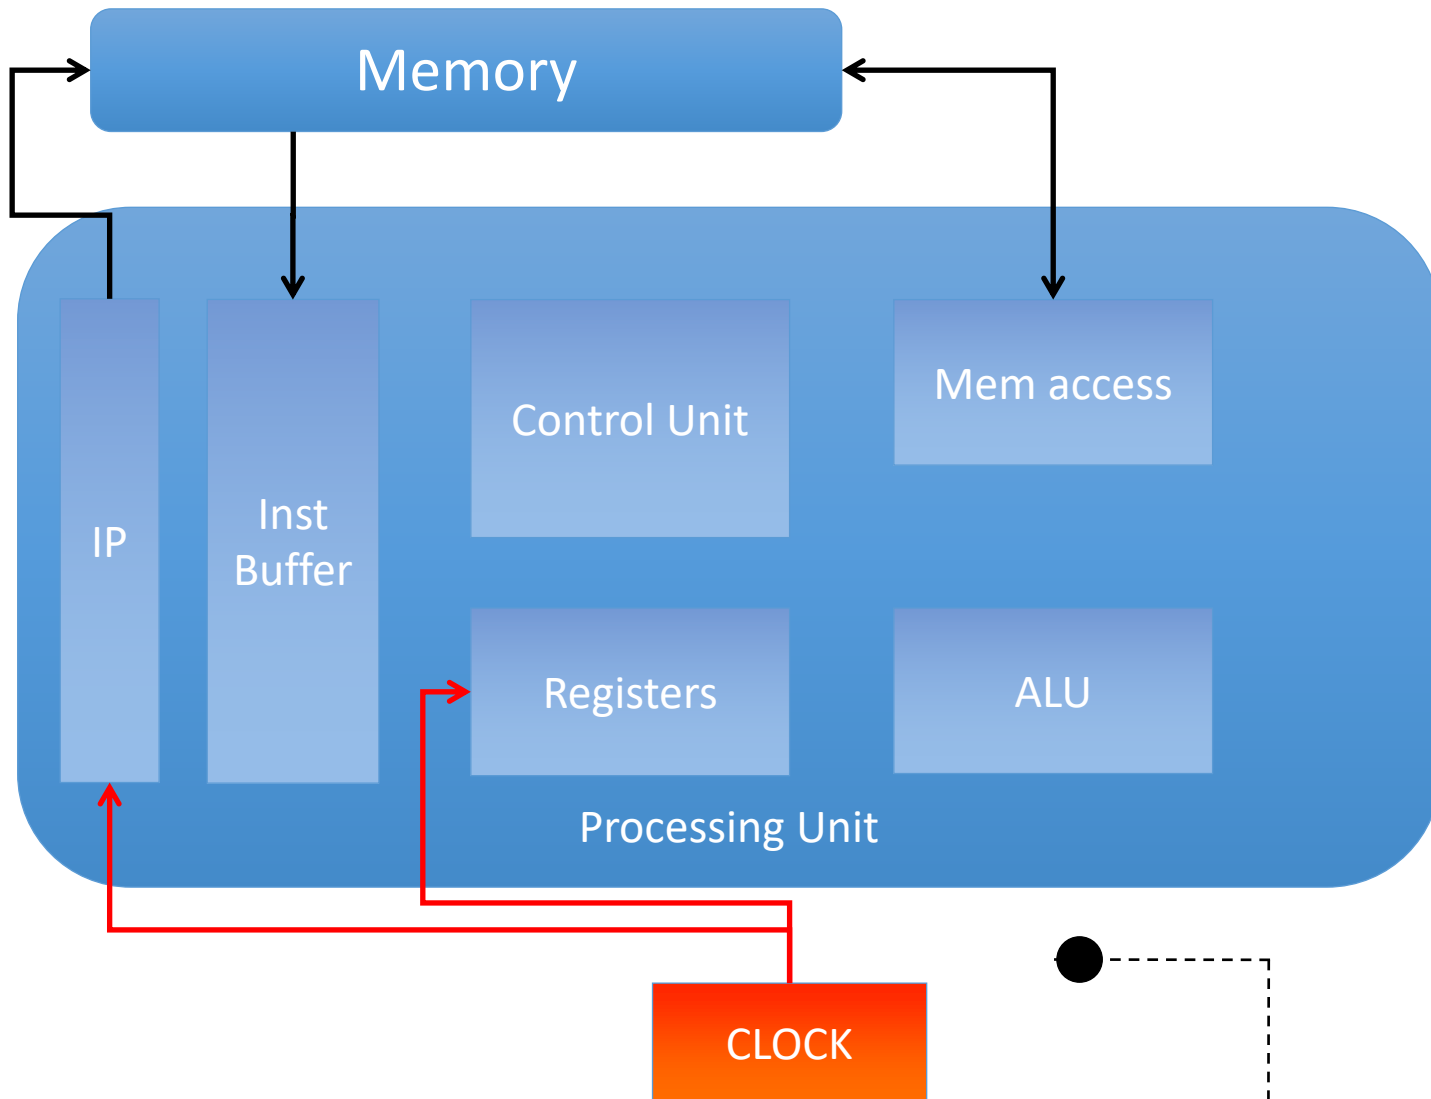 Memory
Control Unit
Mem access
IP
Inst
Buffer
Registers
ALU
Processing Unit
CLOCK